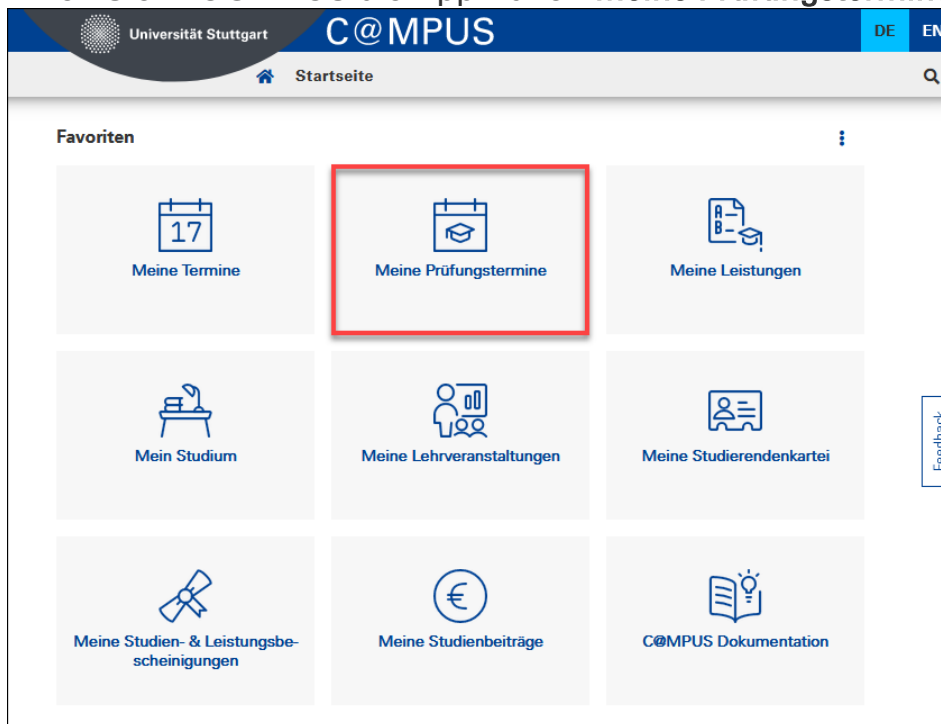 Universität Stuttgart
C@MPUS
DE
EN
Startseite
Favoriten
17
Meine Termine
Meine Prüfungstermine
A
B
Meine Leistungen
Mein Studium
Meine Lehrveranstaltungen
Meine Studierendenkartei
Feedback
Meine Studien- & Leistungsbe-
scheinigungen
€
Meine Studienbeiträge
C@MPUS Dokumentation